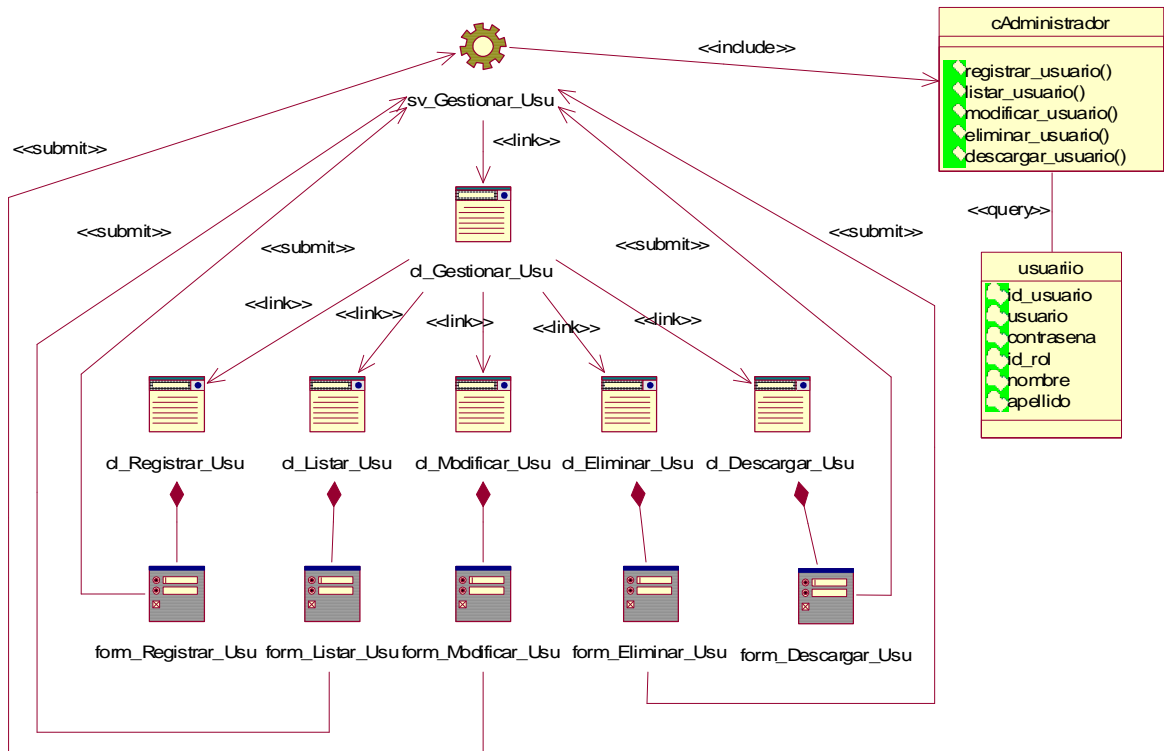 cAdministrador
<<include>>
registrar_usuario()
listar_usuario()
modificar_usuario()
eliminar_usuario()
descargar_usuario()
sv_Gestionar_Usu
<<submit>>
<<link>>
<<query>>
<<submit>>
<<submit>>
<<submit>>
<<submit>>
usuariio
id_usuario
usuario
contrasena
id_rol
nombre
apellido
cl_Gestionar_Usu
<<link>>
<<link>>
<<link>>
<<link>>
<<link>>
cl_Registrar_Usu
cl_Listar_Usu
cl_Modificar_Usu
cl_Eliminar_Usu
cl_Descargar_Usu
form_Registrar_Usu
form_Listar_Usu
form_Modificar_Usu
form_Eliminar_Usu
form_Descargar_Usu